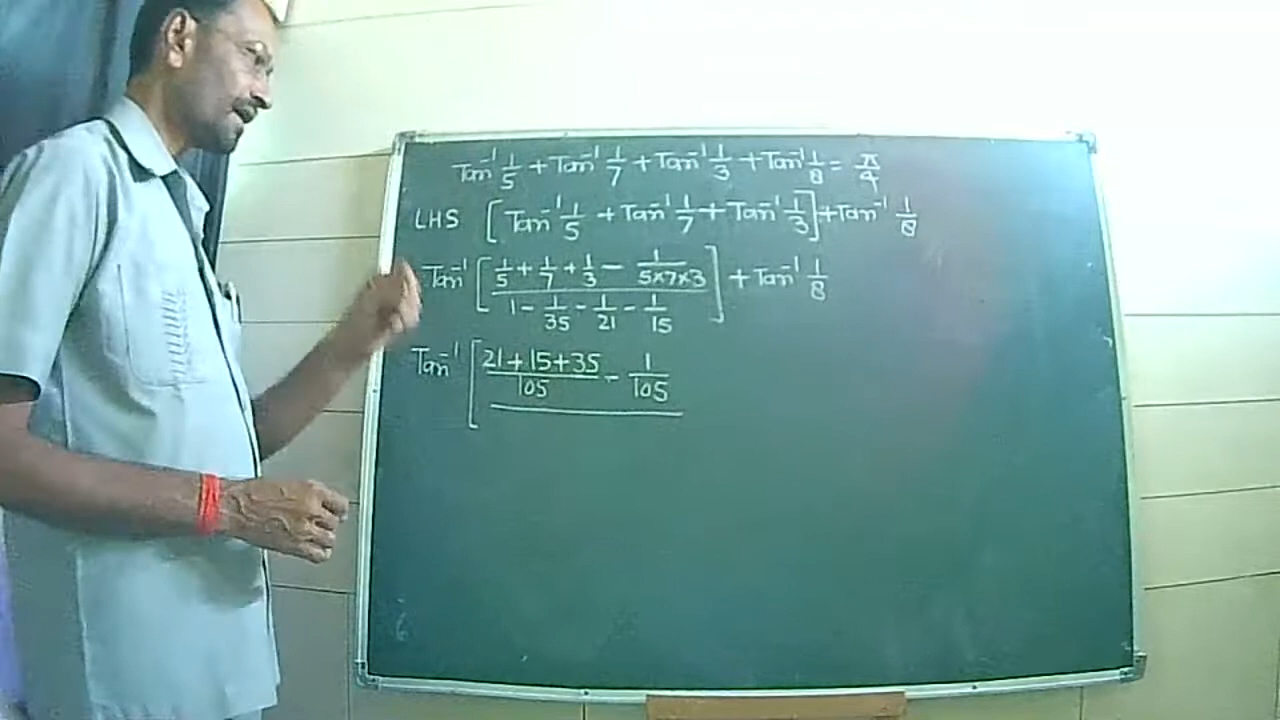 Tan⁻¹ 1/5 + Tan⁻¹ 1/7 + Tan⁻¹ 1/3 + Tan⁻¹ 1/8 = π/4
LHS [Tan⁻¹ 1/5 + Tan⁻¹ 1/7 + Tan⁻¹ 1/3] + Tan⁻¹ 1/8
Tan⁻¹ [(1/5 + 1/7 + 1/3 - 1/(5×7×3)) / (1 - 1/35 - 1/21 - 1/15)] + Tan⁻¹ 1/8
Tan⁻¹ [(21+15+35)/105 - 1/105